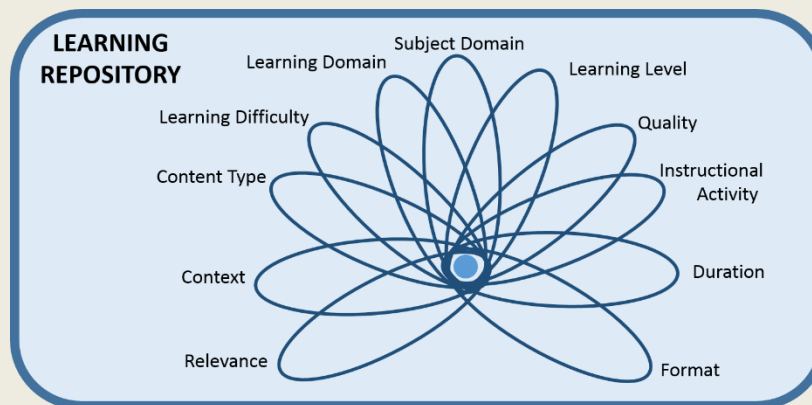 LEARNING
REPOSITORY
Subject Domain
Learning Domain
Learning Level
Learning Difficulty
Quality
Content Type
Instructional
Activity
Context
Duration
Relevance
Format